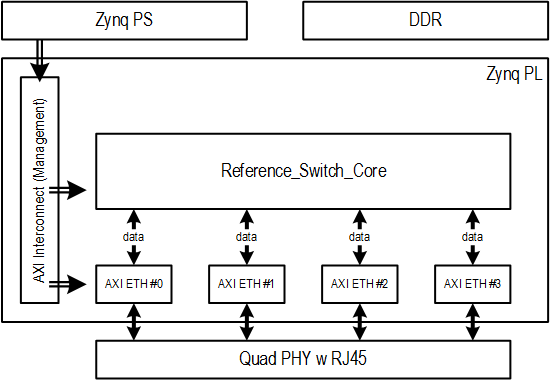 Zynq PS
DDR
Zynq PL
AXI Interconnect (Management)
Reference_Switch_Core
data
data
data
data
AXI ETH #0
AXI ETH #1
AXI ETH #2
AXI ETH #3
Quad PHY w RJ45